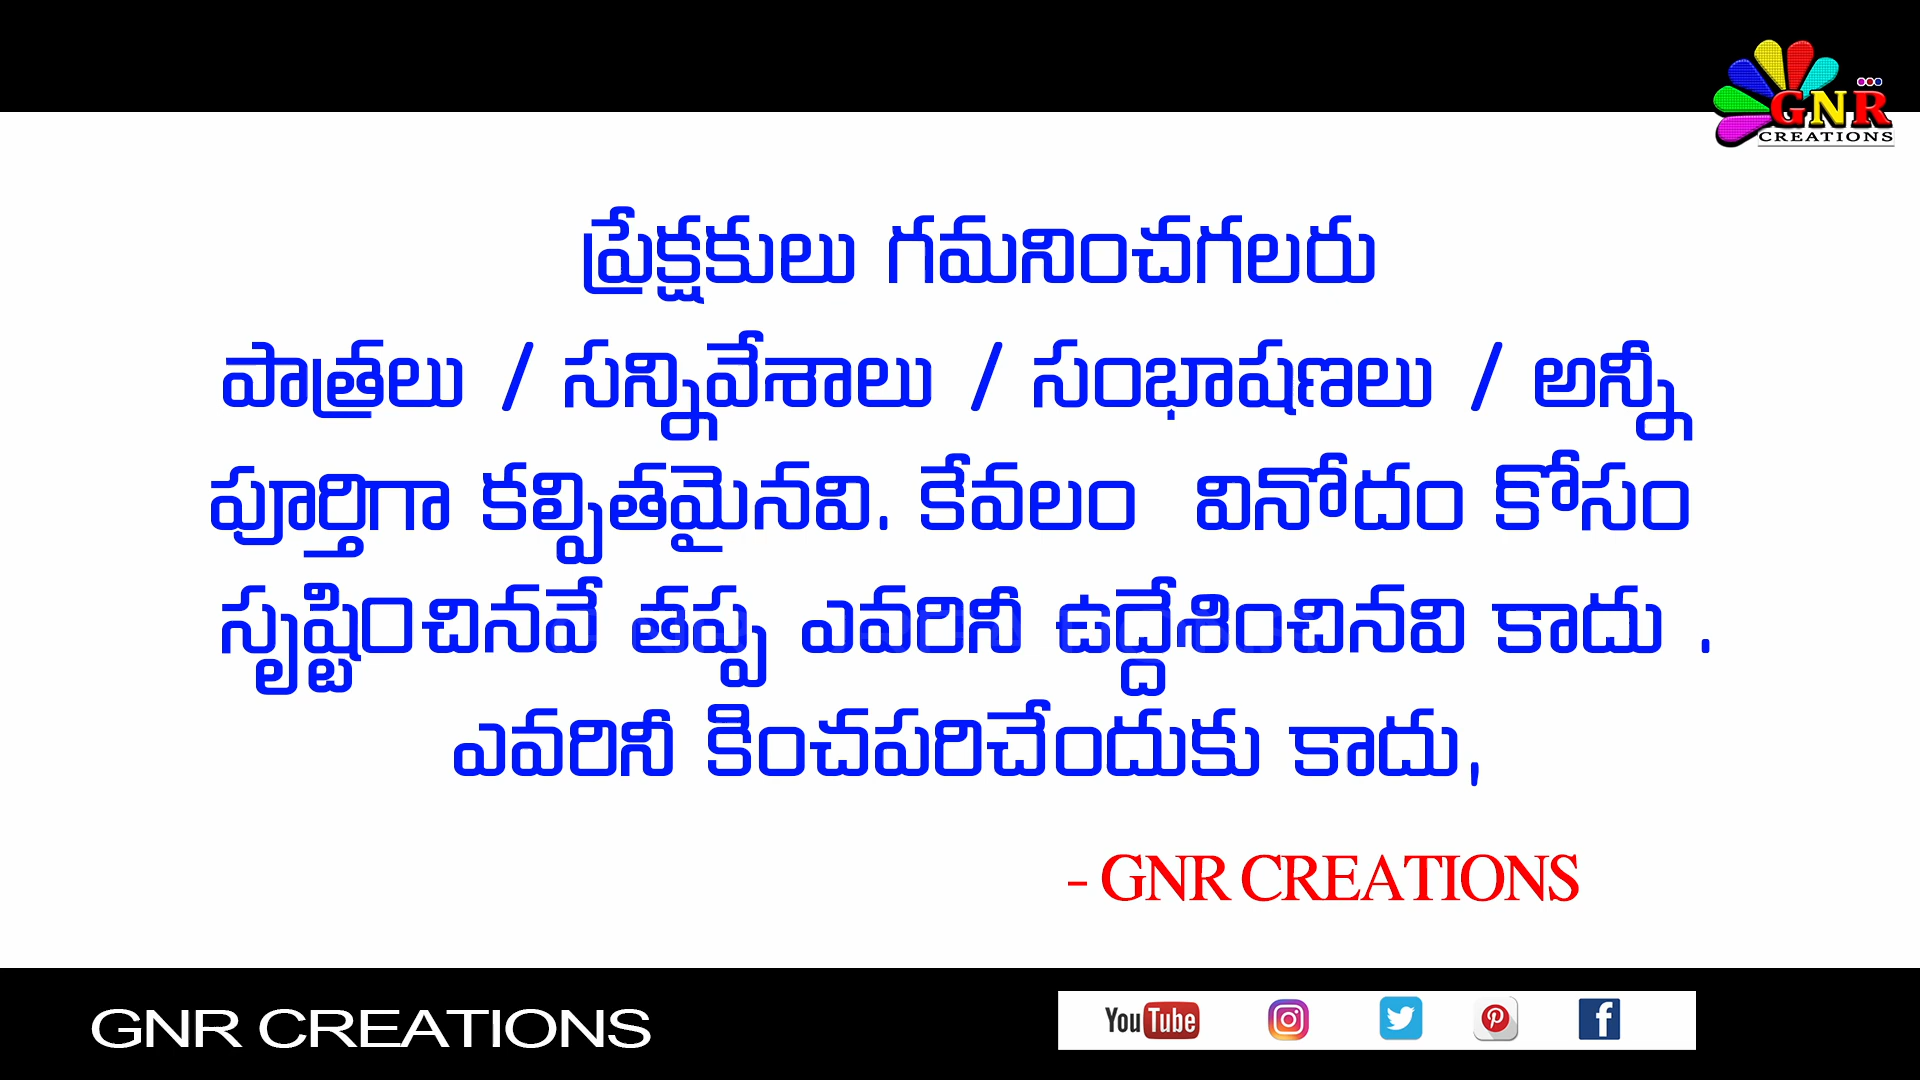 GNR
CREATIONS
ప్రేక్షకులు గమనించగలరు
పాత్రలు / సన్నివేశాలు / సంభాషణలు / అన్నీ
పూర్తిగా కల్పితమైనవి. కేవలం వినోదం కోసం
సృష్టించినవే తప్ప ఎవరినీ ఉద్దేశించినవి కాదు .
ఎవరినీ కించపరిచేందుకు కాదు,
- GNR CREATIONS
GNR CREATIONS
YouTube